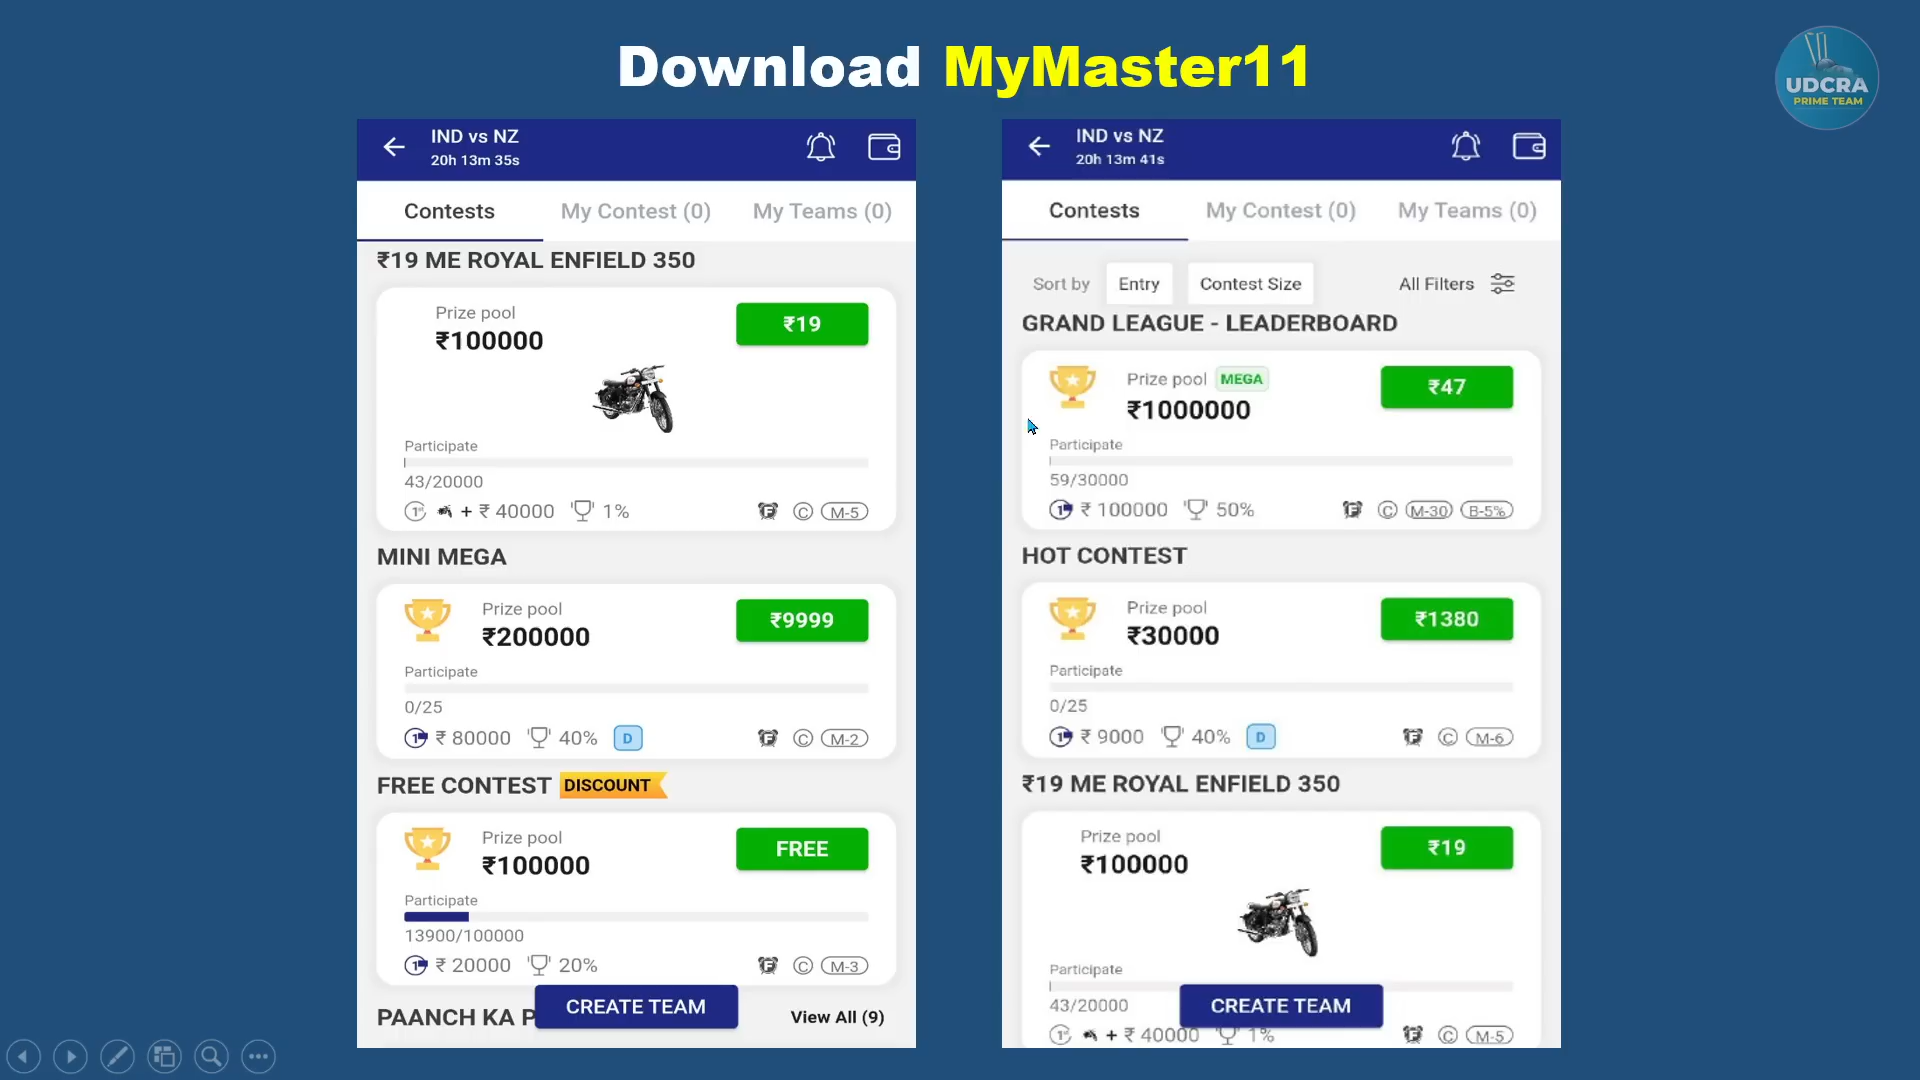 Download MyMaster11
UDCRA
PRIME TEAM
IND vs NZ
20h 13m 35s
Contests My Contest (0) My Teams (0)
₹19 ME ROYAL ENFIELD 350
Prize pool
₹100000
₹19
Participate
43/20000
1st + ₹ 40000 1% F C M-5
MINI MEGA
Prize pool
₹200000
₹9999
Participate
0/25
1 ₹ 80000 40% D F C M-2
FREE CONTEST DISCOUNT
Prize pool
₹100000
FREE
Participate
13900/100000
1 ₹ 20000 20% F C M-3
PAANCH KA P
CREATE TEAM
View All (9)
IND vs NZ
20h 13m 41s
Contests My Contest (0) My Teams (0)
Sort by Entry Contest Size All Filters
GRAND LEAGUE - LEADERBOARD
Prize pool MEGA
₹1000000
₹47
Participate
59/30000
1 ₹ 100000 50% F C M-30 B-5%
HOT CONTEST
Prize pool
₹30000
₹1380
Participate
0/25
1 ₹ 9000 40% D F C M-6
₹19 ME ROYAL ENFIELD 350
Prize pool
₹100000
₹19
Participate
43/20000
CREATE TEAM
1st + ₹ 40000 1% F C M-5